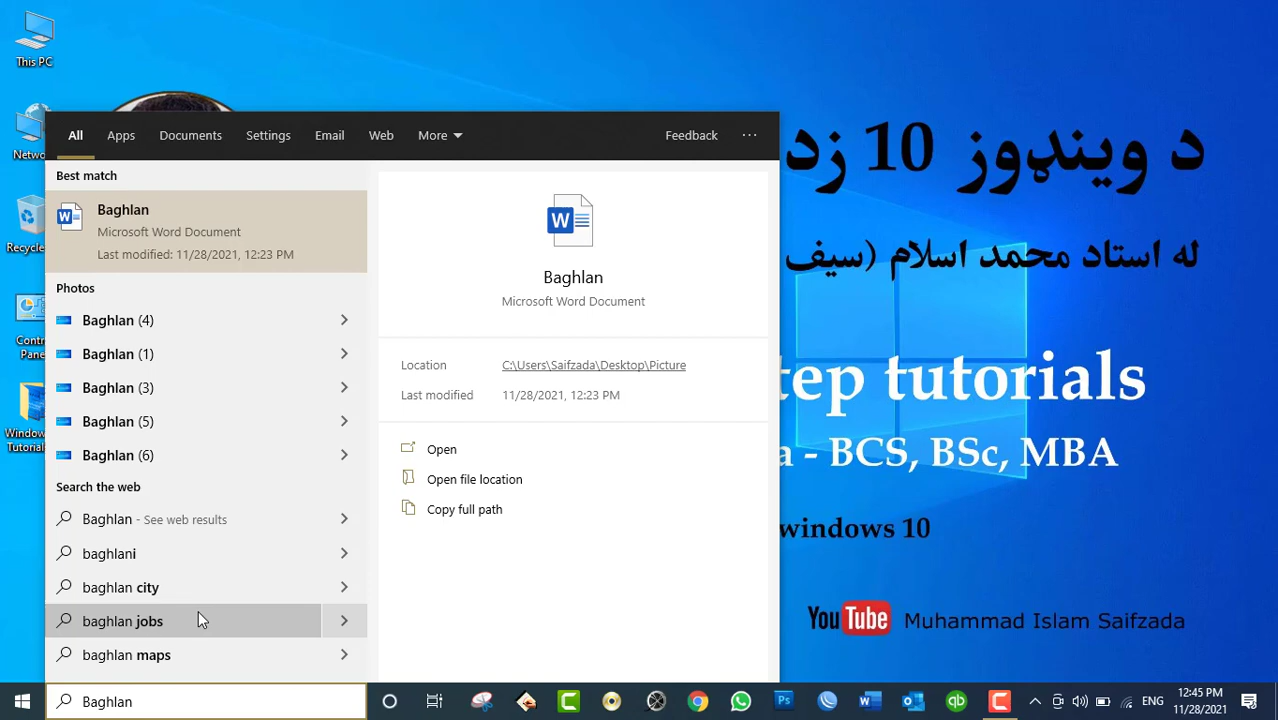 This PC
All Apps Documents Settings Email Web More Feedback
Best match
Baghlan
Microsoft Word Document
Last modified: 11/28/2021, 12:23 PM
Photos
Baghlan (4)
Baghlan (1)
Baghlan (3)
Baghlan (5)
Baghlan (6)
Search the web
Baghlan - See web results
baghlani
baghlan city
baghlan jobs
baghlan maps
Baghlan
Baghlan
Microsoft Word Document
Location C:\Users\Saifzada\Desktop\Picture
Last modified 11/28/2021, 12:23 PM
Open
Open file location
Copy full path
Netwo
Recycle
Contr
Pane
Window
Tutorial
د وینډوز 10 زد
له استاد محمد اسلام (سیف
tep tutorials
a - BCS, BSc, MBA
windows 10
YouTube Muhammad Islam Saifzada
ENG
12:45 PM
11/28/2021